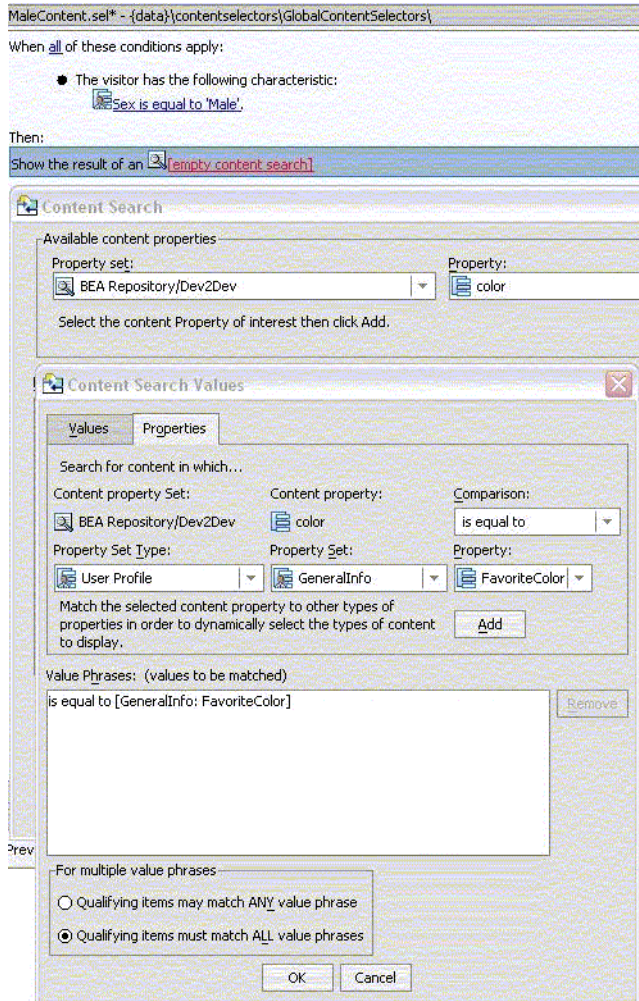 MaleContent.sel* - {data}\contentselectors\GlobalContentSelectors\
When all of these conditions apply:
The visitor has the following characteristic:
Sex is equal to 'Male'.
Then:
Show the result of an [empty content search]
Content Search
Available content properties
Property set: Property:
BEA Repository/Dev2Dev color
Select the content Property of interest then click Add.
Content Search Values
Values Properties
Search for content in which...
Content property Set: Content property: Comparison:
BEA Repository/Dev2Dev color is equal to
Property Set Type: Property Set: Property:
User Profile GeneralInfo FavoriteColor
Match the selected content property to other types of
properties in order to dynamically select the types of content
to display.
Add
Value Phrases: (values to be matched)
is equal to [GeneralInfo: FavoriteColor]
Remove
Prev
For multiple value phrases
Qualifying items may match ANY value phrase
Qualifying items must match ALL value phrases
OK Cancel